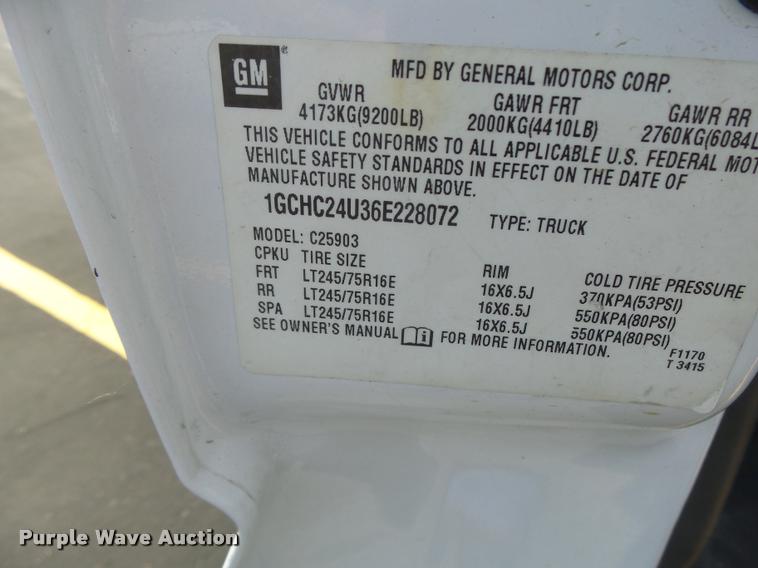 GM ®
MFD BY GENERAL MOTORS CORP.
GVWR GAWR FRT GAWR RR
4173KG(9200LB) 2000KG(4410LB) 2760KG(6084L
THIS VEHICLE CONFORMS TO ALL APPLICABLE U.S. FEDERAL MOT
VEHICLE SAFETY STANDARDS IN EFFECT ON THE DATE OF
MANUFACTURE SHOWN ABOVE.
1GCHC24U36E228072 TYPE: TRUCK
MODEL: C25903
CPKU TIRE SIZE RIM COLD TIRE PRESSURE
FRT LT245/75R16E 16X6.5J 370KPA(53PSI)
RR LT245/75R16E 16X6.5J 550KPA(80PSI)
SPA LT245/75R16E 16X6.5J 550KPA(80PSI)
SEE OWNER'S MANUAL i FOR MORE INFORMATION.
F1170
T 3415
Purple Wave Auction